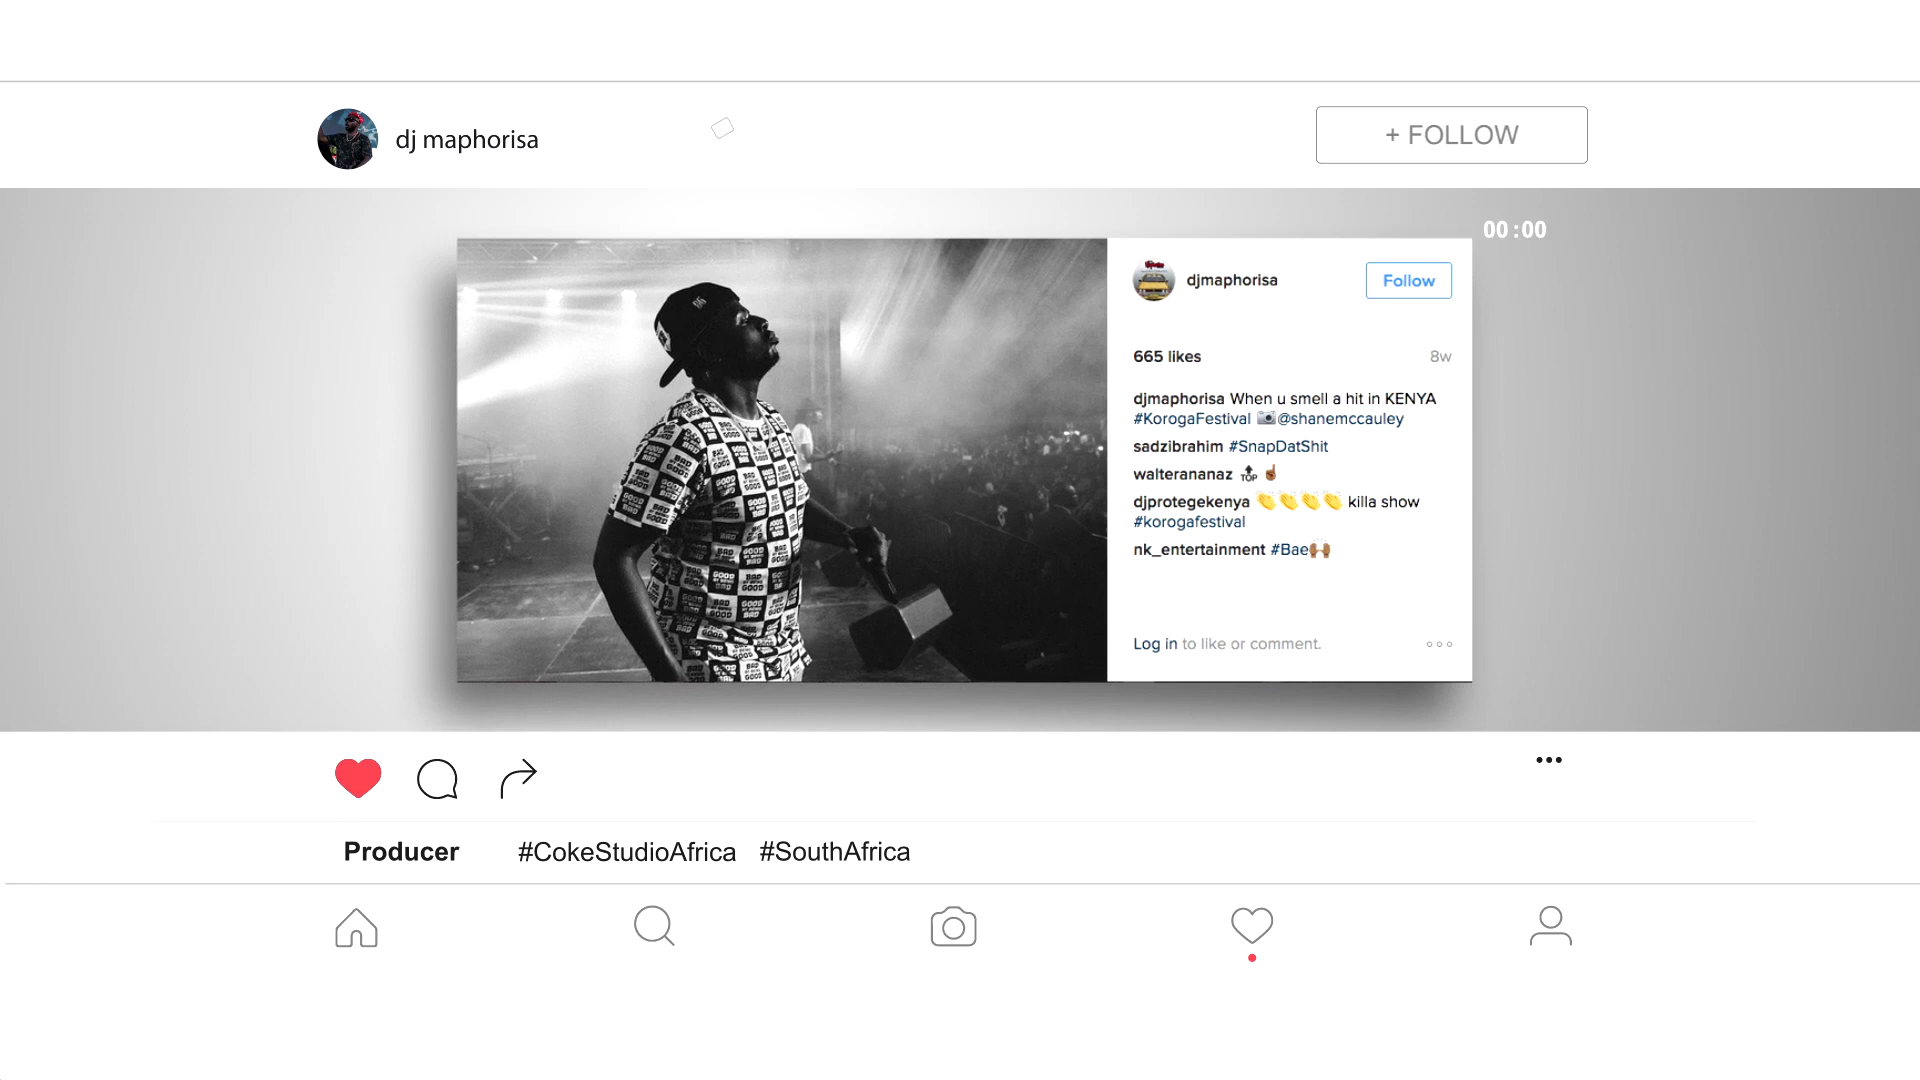 dj maphorisa
+ FOLLOW
00:00
djmaphorisa
Follow
665 likes
8w
djmaphorisa When u smell a hit in KENYA
#KorogaFestival 📷@shanemccauley
sadzibrahim #SnapDatShit
walterananaz 🔝 ☝🏾
djprotegekenya 👏👏👏👏 killa show
#korogafestival
nk_entertainment #Bae🙌🏾
Log in to like or comment.
Producer #CokeStudioAfrica #SouthAfrica